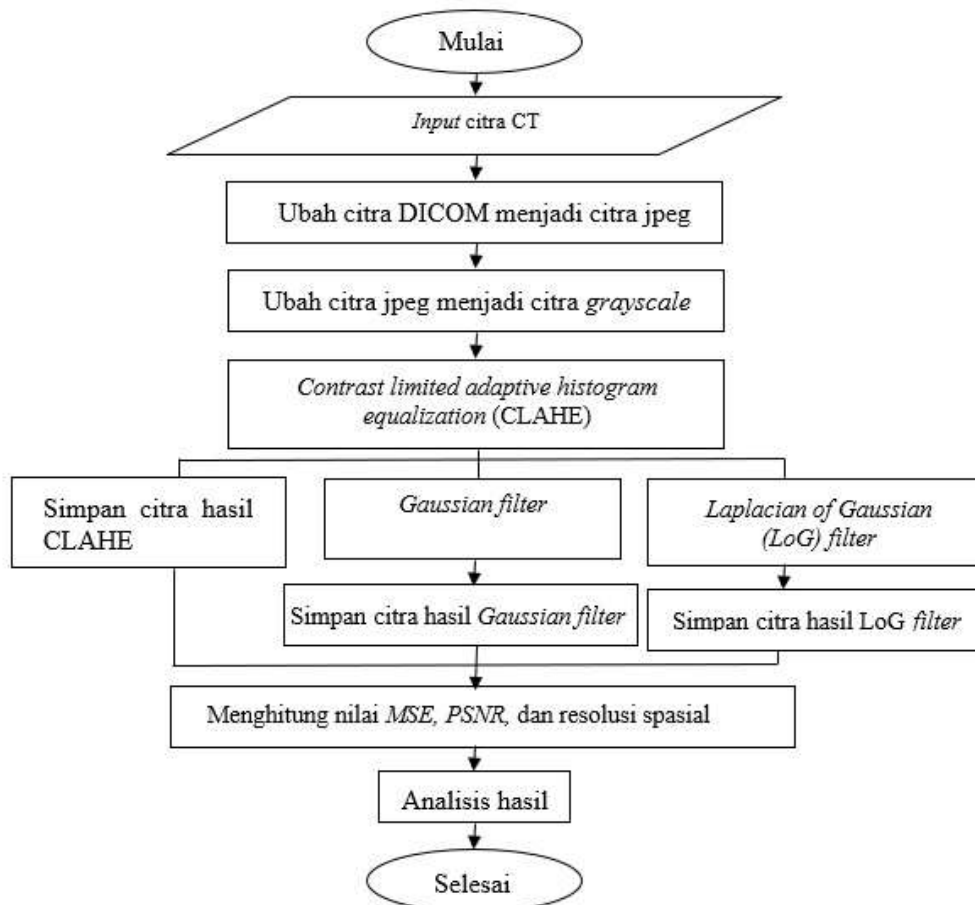 Mulai
Input citra CT
Ubah citra DICOM menjadi citra jpeg
Ubah citra jpeg menjadi citra grayscale
Contrast limited adaptive histogram
equalization (CLAHE)
Simpan citra hasil
CLAHE
Gaussian filter
Laplacian of Gaussian
(LoG) filter
Simpan citra hasil Gaussian filter
Simpan citra hasil LoG filter
Menghitung nilai MSE, PSNR, dan resolusi spasial
Analisis hasil
Selesai